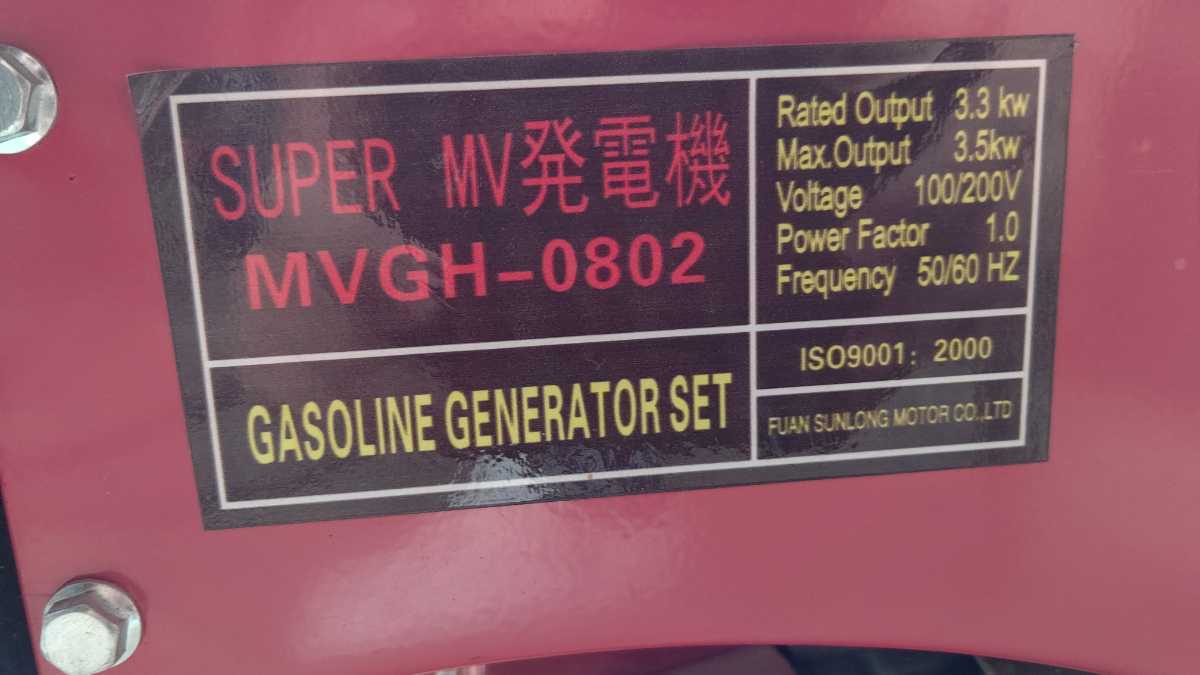 SUPER MV発電機
MVGH-0802
GASOLINE GENERATOR SET
Rated Output 3.3 kw
Max.Output 3.5kw
Voltage 100/200V
Power Factor 1.0
Frequency 50/60 HZ
ISO9001: 2000
FUAN SUNLONG MOTOR CO.,LTD